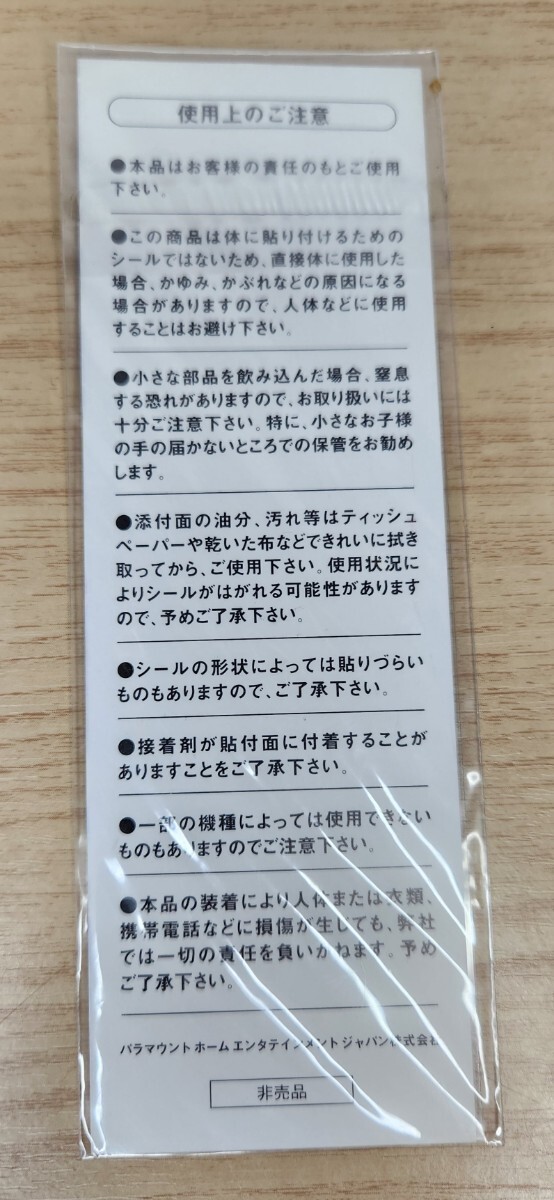 使用上のご注意
●本品はお客様の責任のもとご使用
下さい。
●この商品は体に貼り付けるための
シールではないため、直接体に使用した
場合、かゆみ、かぶれなどの原因になる
場合がありますので、人体などに使用
することはお避け下さい。
●小さな部品を飲み込んだ場合、窒息
する恐れがありますので、お取り扱いには
十分ご注意下さい。特に、小さなお子様
の手の届かないところでの保管をお勧め
します。
●添付面の油分、汚れ等はティッシュ
ペーパーや乾いた布などできれいに拭き
取ってから、ご使用下さい。使用状況に
よりシールがはがれる可能性があります
ので、予めご了承下さい。
●シールの形状によっては貼りづらい
ものもありますので、ご了承下さい。
●接着剤が貼付面に付着することが
ありますことをご了承下さい。
●一部の機種によっては使用できない
ものもありますのでご注意下さい。
●本品の装着により人体または衣類、
携帯電話などに損傷が生じても、弊社
では一切の責任を負いかねます。予め
ご了承下さい。
パラマウント ホーム エンタテインメント ジャパン株式会社
非売品